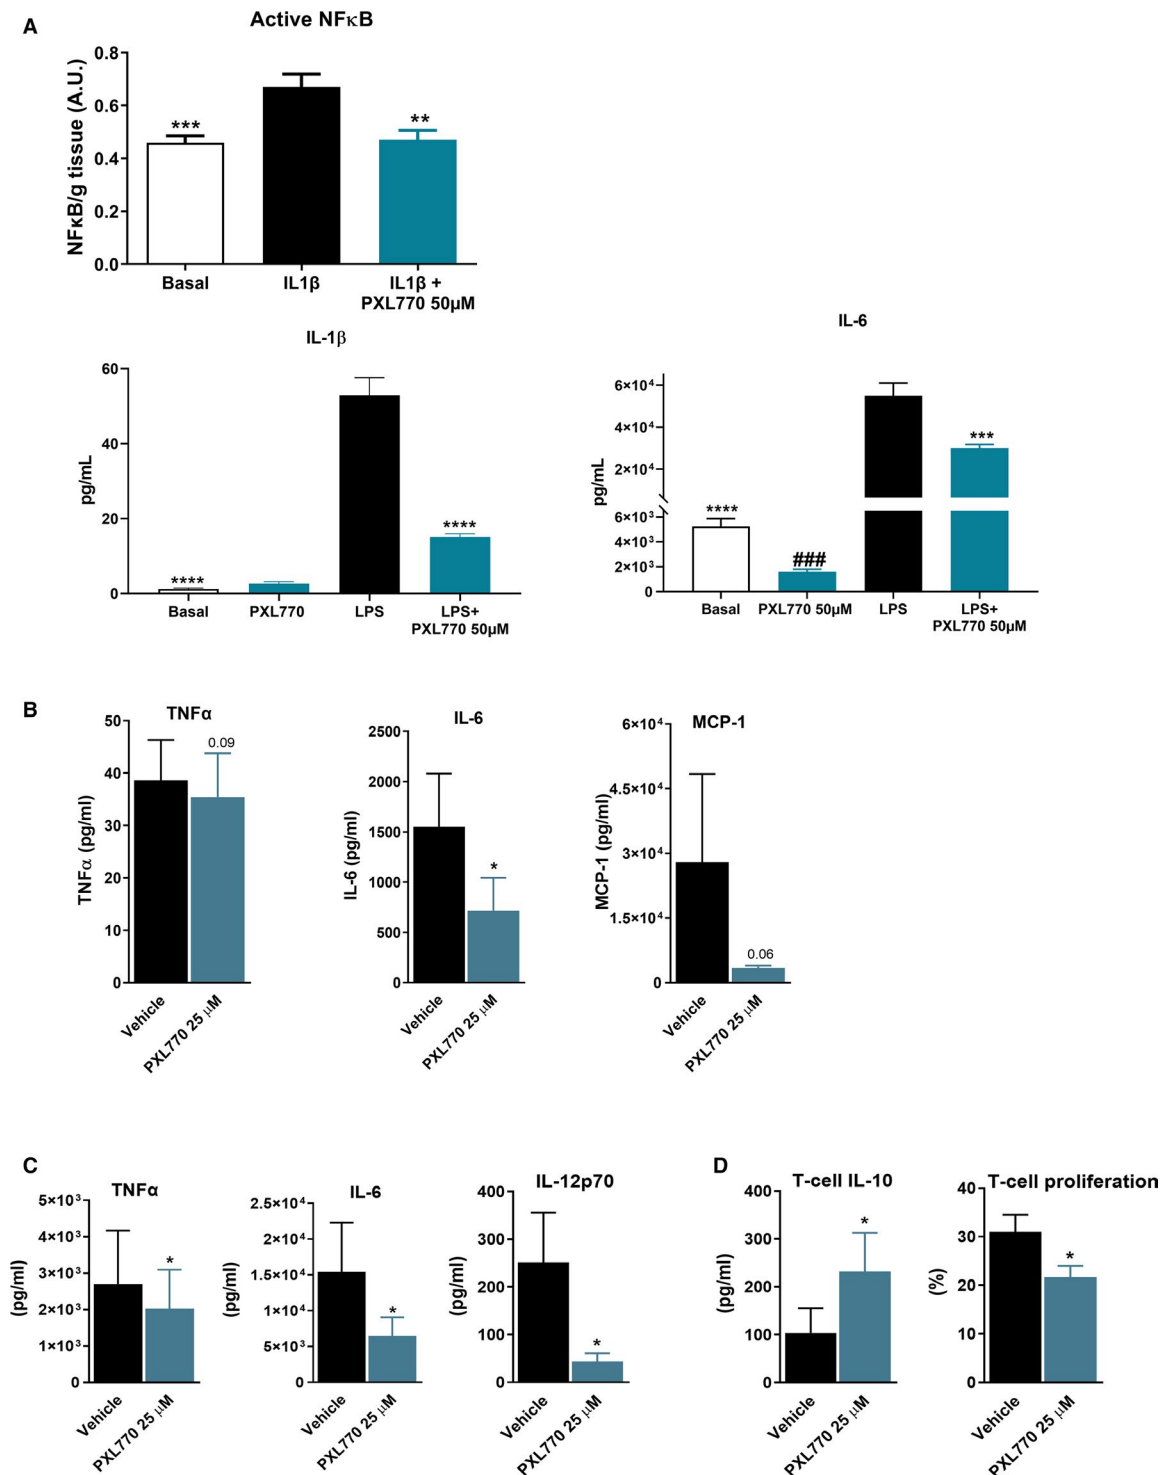 A
Active NFκB
NFκB/g tissue (A.U.)
0.8
0.6
0.4
0.2
0.0
***
**
Basal
IL1β
IL1β +
PXL770 50μM
IL-1β
pg/mL
60
40
20
0
****
****
Basal
PXL770
LPS
LPS+
PXL770 50μM
IL-6
pg/mL
6×10⁴
4×10⁴
2×10⁴
6×10³
4×10³
2×10³
0
****
###
***
Basal
PXL770 50μM
LPS
LPS+
PXL770 50μM
B
TNFα
TNFα (pg/ml)
50
40
30
20
10
0
0.09
Vehicle
PXL770 25 μM
IL-6
IL-6 (pg/ml)
2500
2000
1500
1000
500
0
*
Vehicle
PXL770 25 μM
MCP-1
MCP-1 (pg/ml)
6×10⁴
4.5×10⁴
3×10⁴
1.5×10⁴
0
0.06
Vehicle
PXL770 25 μM
C
TNFα
(pg/ml)
5×10³
4×10³
3×10³
2×10³
1×10³
0
*
Vehicle
PXL770 25 μM
IL-6
(pg/ml)
2.5×10⁴
2×10⁴
1.5×10⁴
1×10⁴
5×10³
0
*
Vehicle
PXL770 25 μM
IL-12p70
(pg/ml)
400
300
200
100
0
*
Vehicle
PXL770 25 μM
D
T-cell IL-10
(pg/ml)
400
300
200
100
0
*
Vehicle
PXL770 25 μM
T-cell proliferation
(%)
40
30
20
10
0
*
Vehicle
PXL770 25 μM